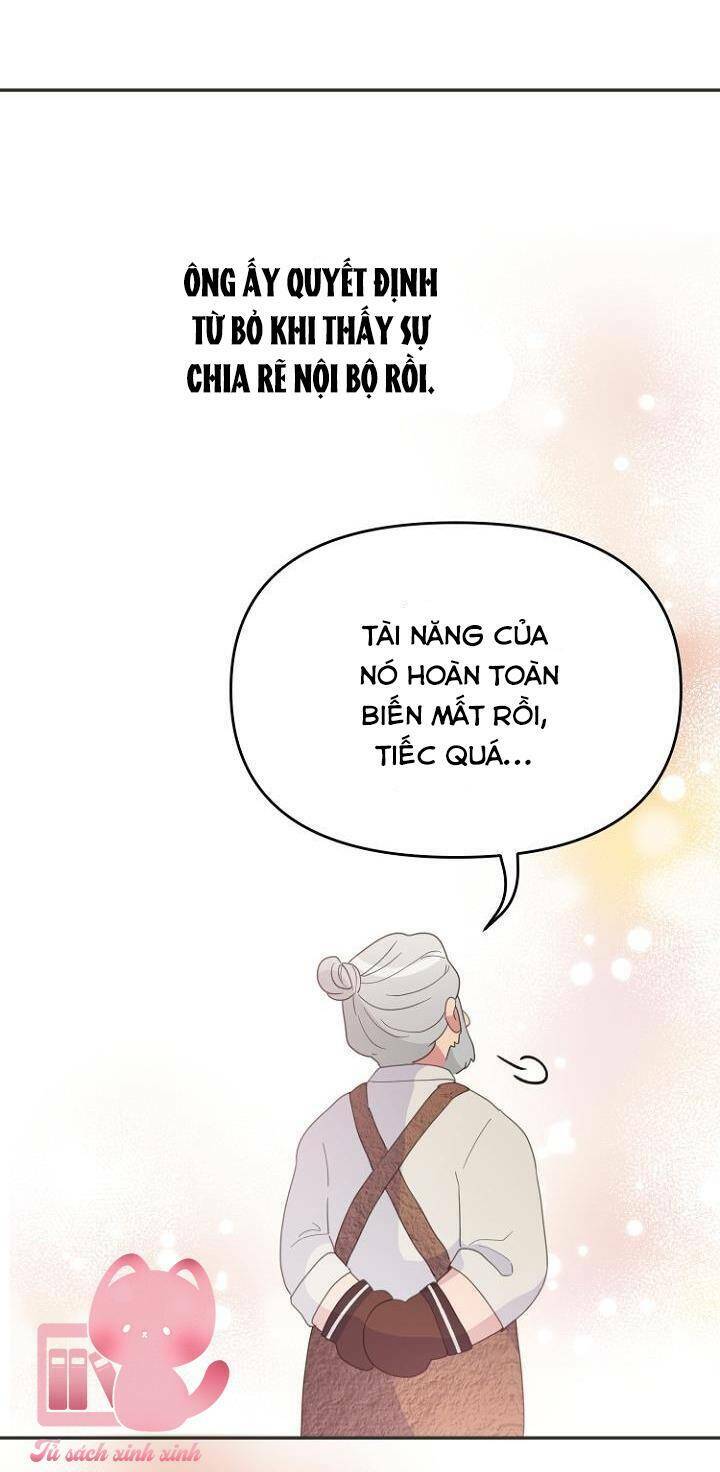 ÔNG ẤY QUYẾT ĐỊNH
TỪ BỎ KHI THẤY SỰ
CHIA RẼ NỘI BỘ RỒI.
TÀI NĂNG CỦA
NÓ HOÀN TOÀN
BIẾN MẤT RỒI,
TIẾC QUÁ...
Tủ sách xinh xinh